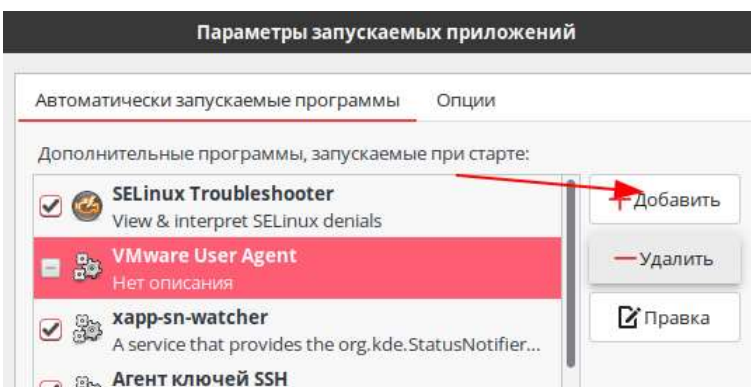 Параметры запускаемых приложений
Автоматически запускаемые программы Опции
Дополнительные программы, запускаемые при старте:
SELinux Troubleshooter
View & interpret SELinux denials
VMware User Agent
Нет описания
xapp-sn-watcher
A service that provides the org.kde.StatusNotifier...
Агент ключей SSH
Добавить
Удалить
Правка